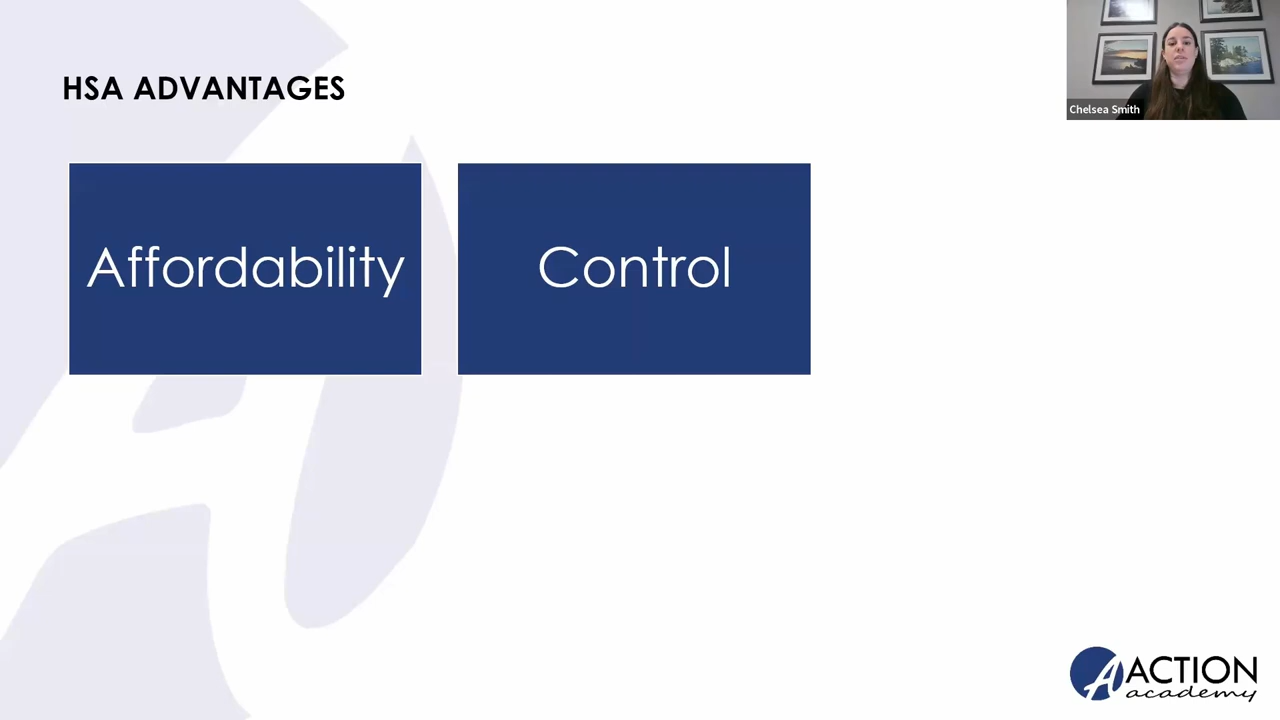 HSA ADVANTAGES
Chelsea Smith
Affordability
Control
A ACTION
academy